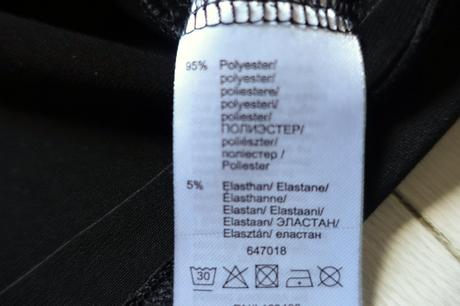 95% Polyester/
polyester/
poliestere/
polyesteri/
poliester/
ПОЛИЭСТЕР/
poliészter/
полиестер /
Poliester
5% Elasthan/ Elastane/
Élasthanne/
Elastan/ Elastaani/
Elastaan/ ЭЛАСТАН/
Elasztán/ еластан
647018
30